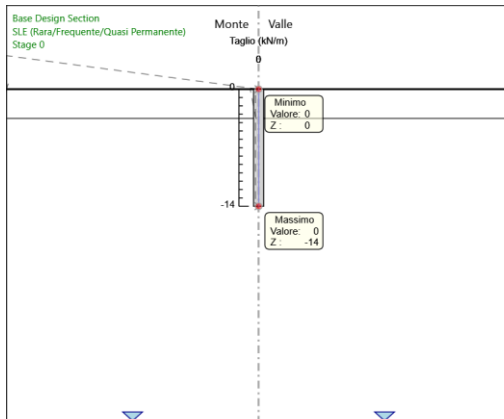 Base Design Section
SLE (Rara/Frequente/Quasi Permanente)
Stage 0
Monte Valle
Taglio (kN/m)
0
0
Minimo
Valore: 0
Z : 0
-14
Massimo
Valore: 0
Z : -14